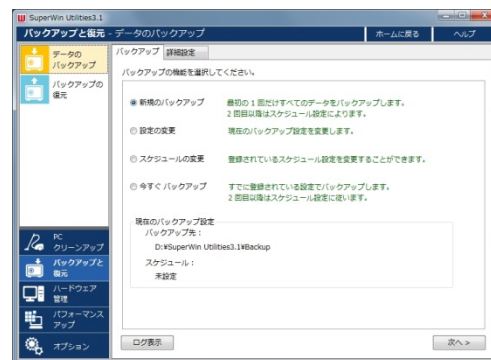 SuperWin Utilities3.1
バックアップと復元 - データのバックアップ
ホームに戻る
ヘルプ
データの
バックアップ
バックアップの
復元
バックアップ
詳細設定
バックアップの機能を選択してください。
新規のバックアップ
最初の 1 回だけすべてのデータをバックアップします。
2 回目以降はスケジュール設定によります。
設定の変更
現在のバックアップ設定を変更します。
スケジュールの変更
登録されているスケジュール設定を変更することができます。
今すぐ バックアップ
すでに登録されている設定でバックアップします。
2 回目以降はスケジュール設定に従います。
現在のバックアップ設定
バックアップ先：
D:¥SuperWin Utilities3.1¥Backup
スケジュール：
未設定
PC
クリーンアップ
バックアップと
復元
ハードウェア
管理
パフォーマンス
アップ
オプション
ログ表示
次へ >